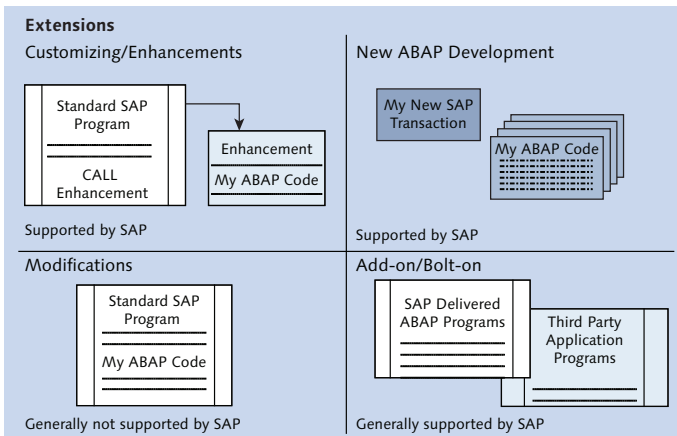 Extensions
Customizing/Enhancements
Standard SAP
Program
CALL
Enhancement
Enhancement
My ABAP Code
Supported by SAP
New ABAP Development
My New SAP
Transaction
My ABAP Code
Supported by SAP
Modifications
Standard SAP
Program
My ABAP Code
Generally not supported by SAP
Add-on/Bolt-on
SAP Delivered
ABAP Programs
Third Party
Application
Programs
Generally supported by SAP